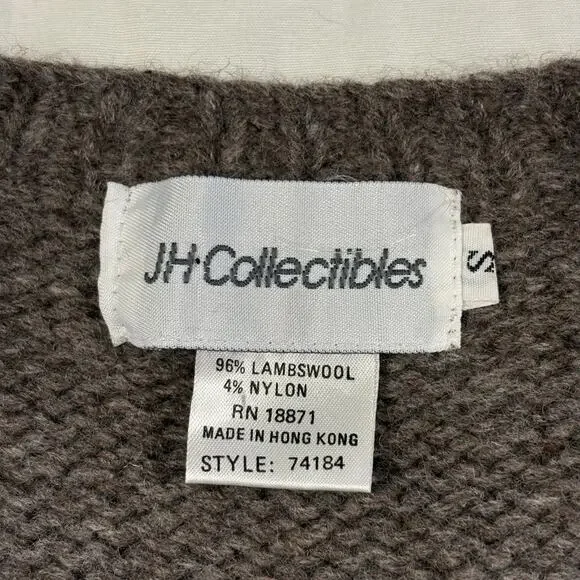 JH·Collectibles
S
96% LAMBSWOOL
4% NYLON
RN 18871
MADE IN HONG KONG
STYLE: 74184